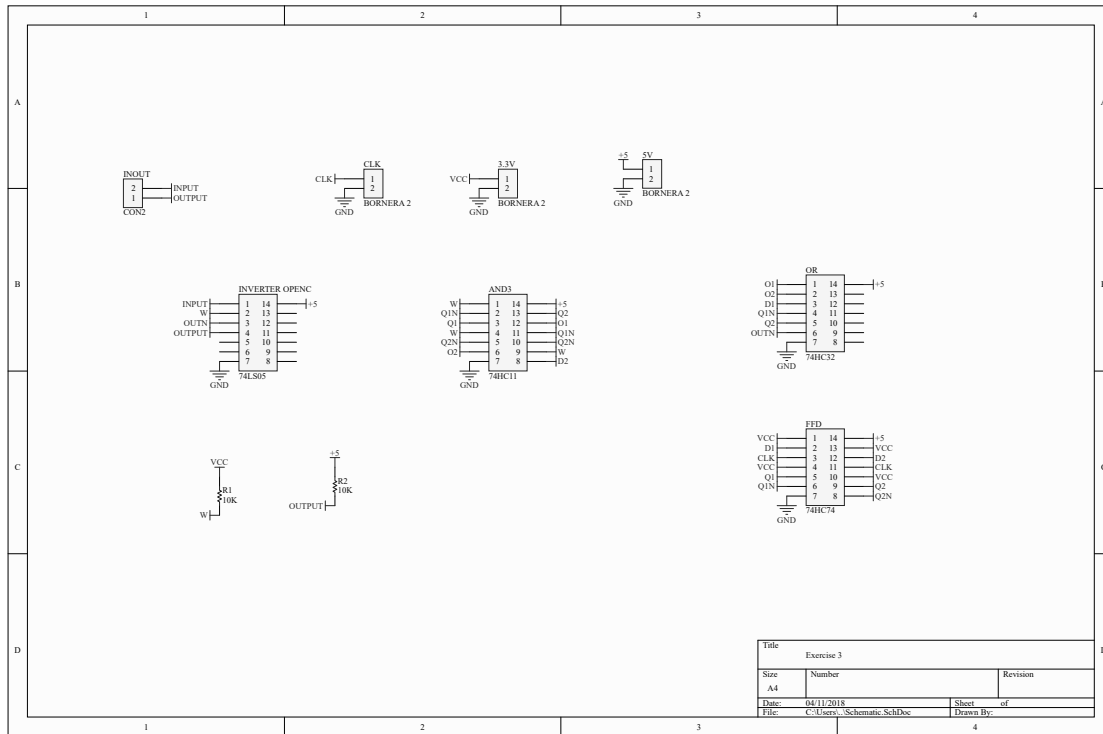 1 2 3 4
A A
INOUT
2 INPUT
1 OUTPUT
CON2
CLK
CLK 1
2
GND BORNERA 2
3.3V
VCC 1
2
GND BORNERA 2
+5 5V
1
2
GND BORNERA 2
B B
INVERTER OPENC
INPUT 1 14 +5
W 2 13
OUTN 3 12
OUTPUT 4 11
5 10
6 9
7 8
GND 74LS05
AND3
W 1 14 +5
Q1N 2 13 Q2
Q1 3 12 O1
W 4 11 Q1N
Q2N 5 10 Q2N
O2 6 9 W
7 8 D2
GND 74HC11
OR
O1 1 14 +5
O2 2 13
D1 3 12
Q1N 4 11
Q2 5 10
OUTN 6 9
7 8
GND 74HC32
C C
VCC
R1
10K
W
+5
R2
10K
OUTPUT
FFD
VCC 1 14 +5
D1 2 13 VCC
CLK 3 12 D2
VCC 4 11 CLK
Q1 5 10 VCC
Q1N 6 9 Q2
7 8 Q2N
GND 74HC74
D D
Title
Exercise 3
Size Number Revision
A4
Date: 04/11/2018 Sheet of
File: C:\Users\..\Schematic.SchDoc Drawn By:
1 2 3 4